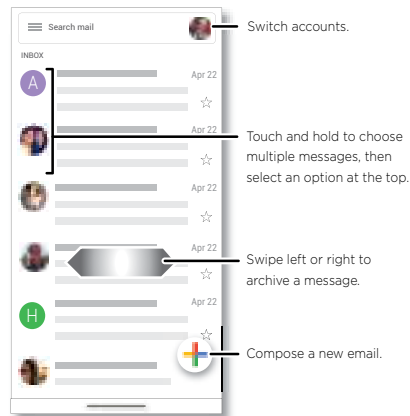 Search mail
Switch accounts.
INBOX
A
Apr 22
Apr 22
Touch and hold to choose
multiple messages, then
select an option at the top.
Apr 22
Apr 22
Swipe left or right to
archive a message.
H
Apr 22
Compose a new email.